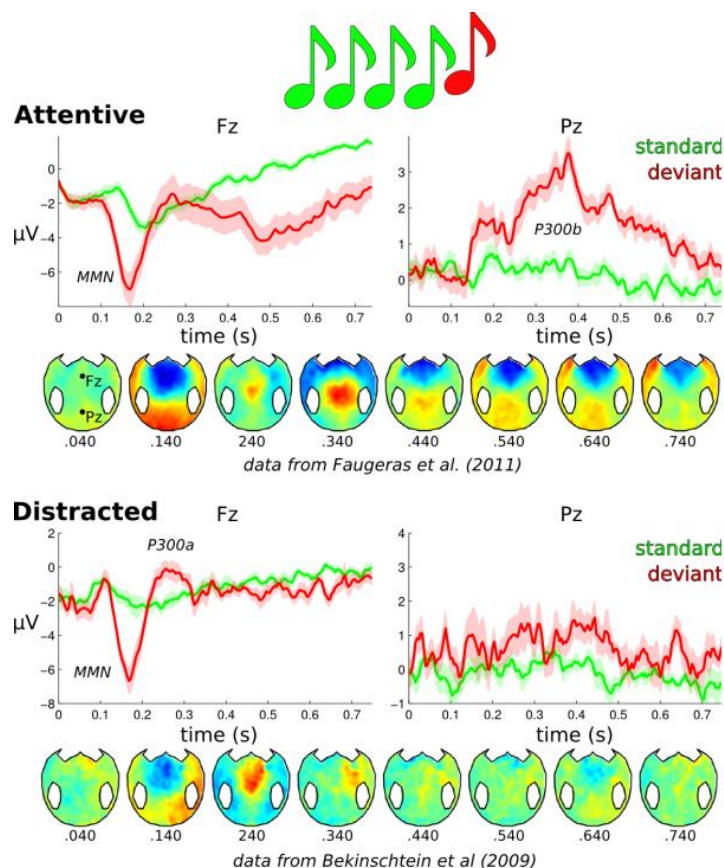 Attentive
Fz
Pz
standard
deviant
0
−2
−4
−6
μV
MMN
0 0.1 0.2 0.3 0.4 0.5 0.6 0.7
time (s)
3
2
1
0
P300b
0 0.1 0.2 0.3 0.4 0.5 0.6 0.7
time (s)
Fz
Pz
.040 .140 240 .340 .440 .540 .640 .740
data from Faugeras et al. (2011)
Distracted
Fz
Pz
standard
deviant
2
0
−2
−4
−6
−8
μV
P300a
MMN
0 0.1 0.2 0.3 0.4 0.5 0.6 0.7
time (s)
4
3
2
1
0
−1
0 0.1 0.2 0.3 0.4 0.5 0.6 0.7
time (s)
.040 .140 240 .340 .440 .540 .640 .740
data from Bekinschtein et al (2009)